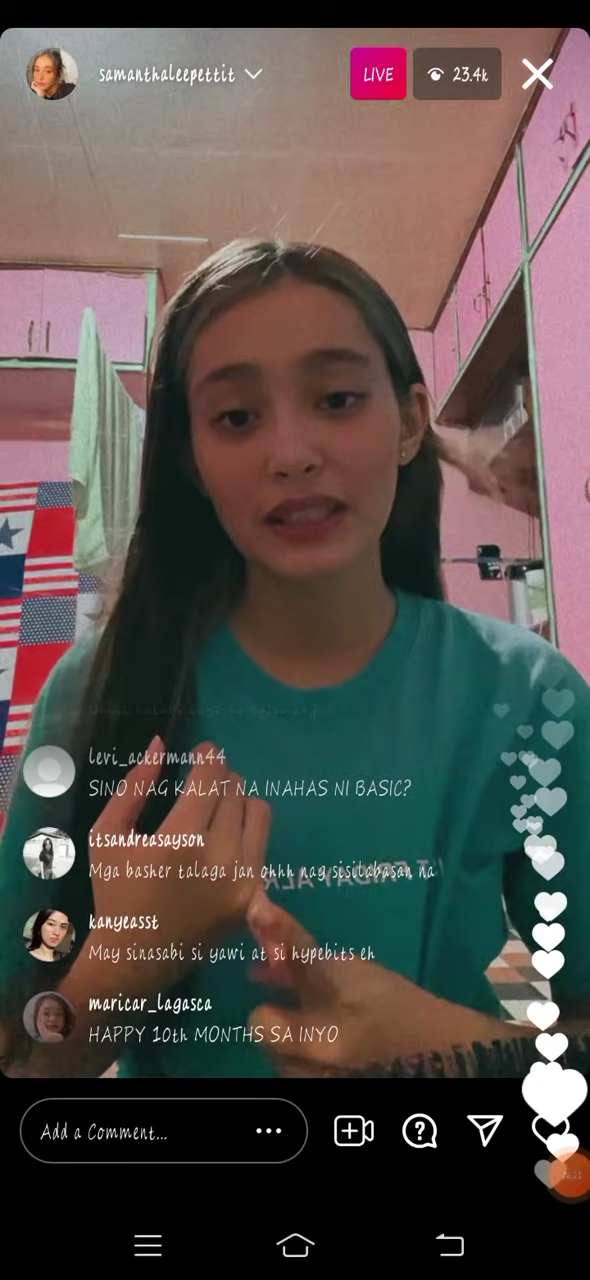 samanthaleepettit
LIVE
23.4k
levi_ackermann44
SINO NAG KALAT NA INAHAS NI BASIC?
itsandreasayson
Mga basher talaga jan ohhh nag sisilabasan na
kanyeasst
May sinasabi si yawi at si hypebits eh
maricar_lagasca
HAPPY 10th MONTHS SA INYO
Add a Comment...